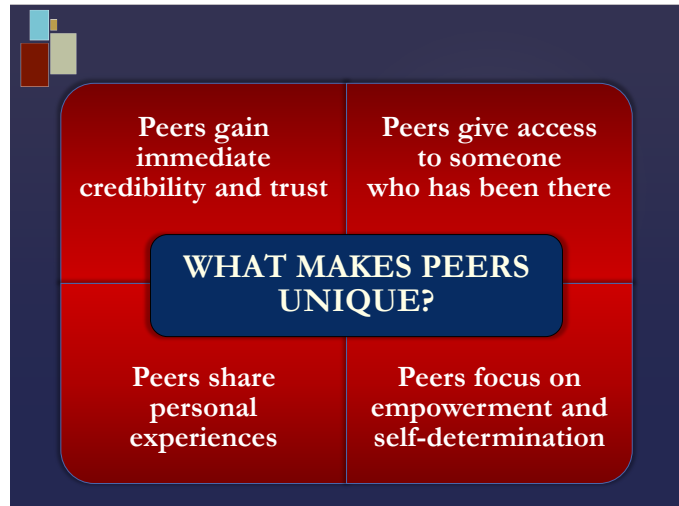 Peers gain
immediate
credibility and trust
Peers give access
to someone
who has been there
WHAT MAKES PEERS
UNIQUE?
Peers share
personal
experiences
Peers focus on
empowerment and
self-determination